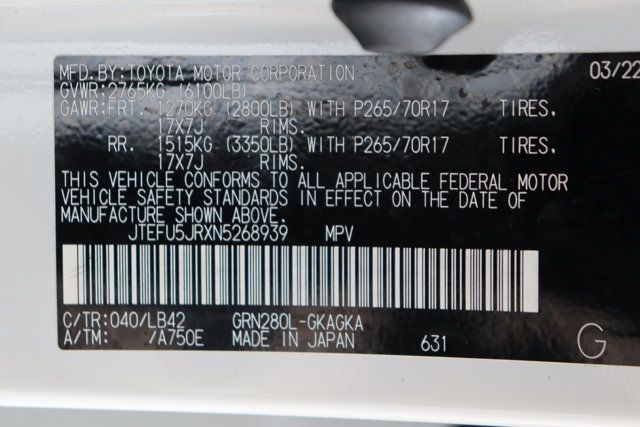 MFD.BY:TOYOTA MOTOR CORPORATION 03/22
GVWR:2765KG (6100LB)
GAWR:FRT. 1270KG (2800LB) WITH P265/70R17 TIRES,
17X7J RIMS.
RR. 1515KG (3350LB) WITH P265/70R17 TIRES,
17X7J RIMS.
THIS VEHICLE CONFORMS TO ALL APPLICABLE FEDERAL MOTOR
VEHICLE SAFETY STANDARDS IN EFFECT ON THE DATE OF
MANUFACTURE SHOWN ABOVE.
JTEFU5JRXN5268939 MPV
C/TR:040/LB42 GRN280L-GKAGKA
A/TM: /A750E MADE IN JAPAN 631 G